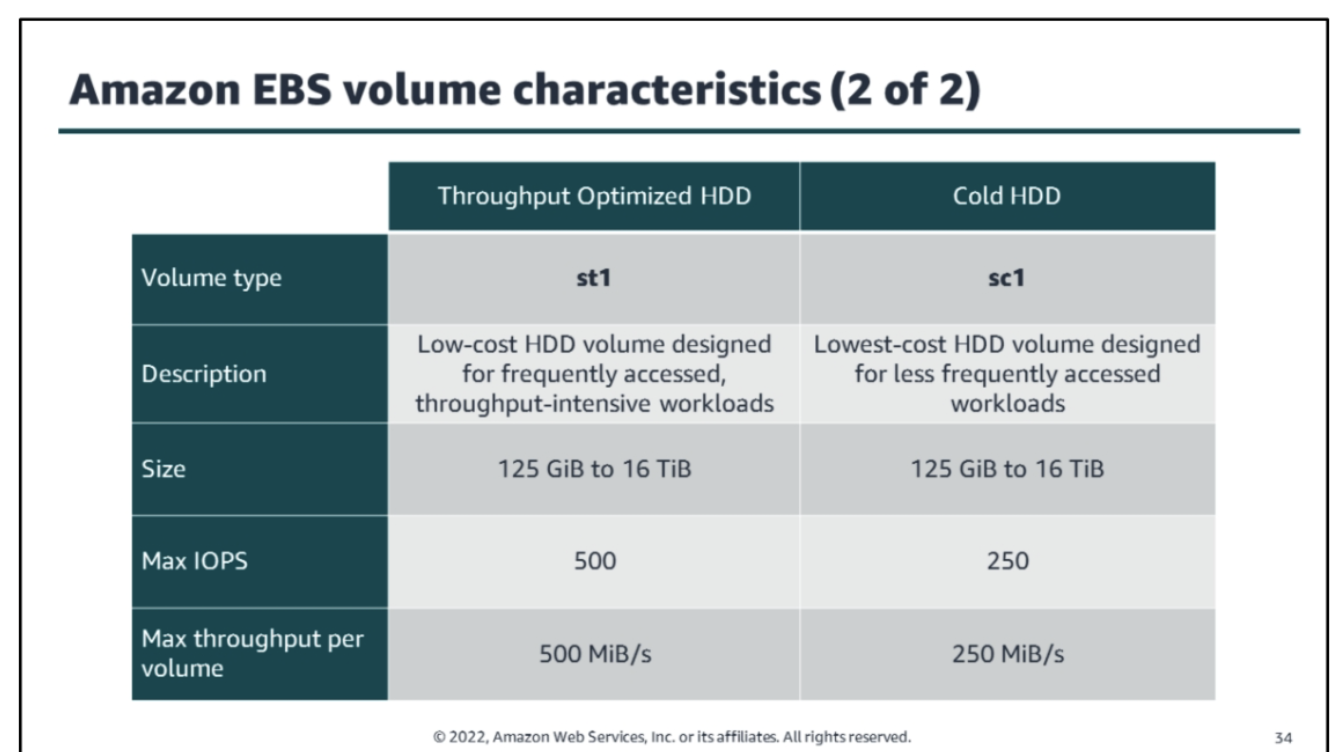 Amazon EBS volume characteristics (2 of 2)
Throughput Optimized HDD
Cold HDD
Volume type
st1
sc1
Description
Low-cost HDD volume designed
for frequently accessed,
throughput-intensive workloads
Lowest-cost HDD volume designed
for less frequently accessed
workloads
Size
125 GiB to 16 TiB
125 GiB to 16 TiB
Max IOPS
500
250
Max throughput per
volume
500 MiB/s
250 MiB/s
© 2022, Amazon Web Services, Inc. or its affiliates. All rights reserved.
34